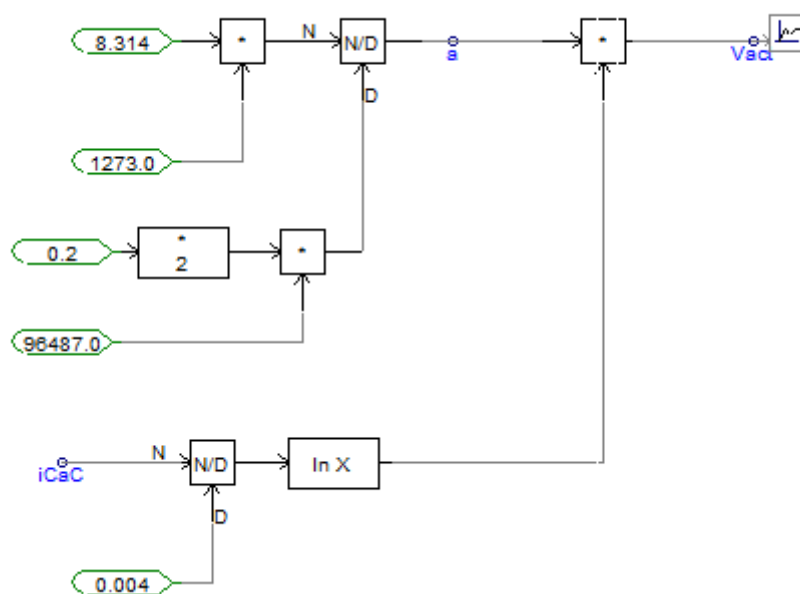 8.314
*
N
N/D
a
*
Vact
D
1273.0
0.2
*
2
*
96487.0
iCaC
N
N/D
ln X
D
0.004